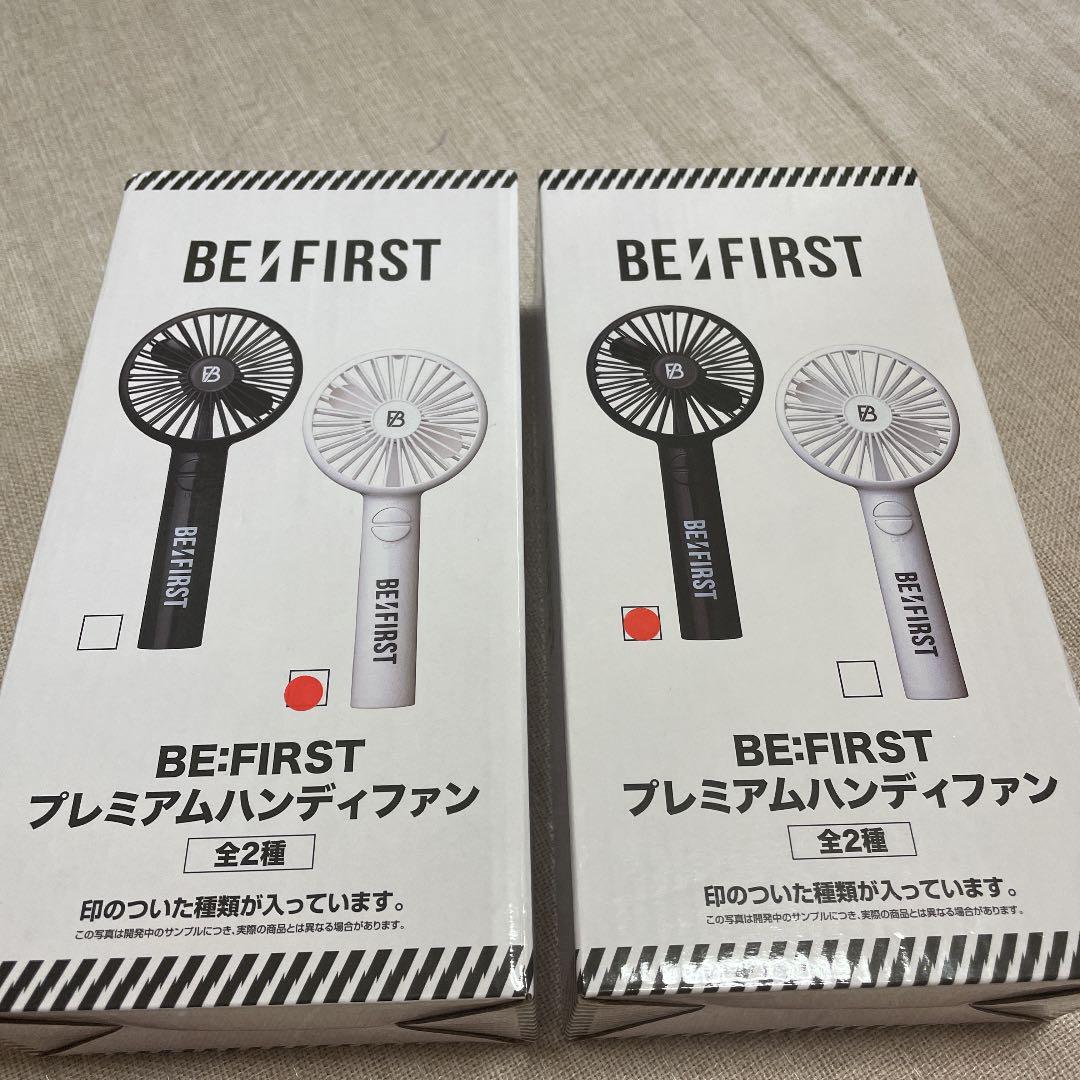 BE:FIRST
B
B
BE:FIRST
BE:FIRST
BE:FIRST
プレミアムハンディファン
全2種
印のついた種類が入っています。
この写真は開発中のサンプルにつき、実際の商品とは異なる場合があります。
BE:FIRST
B
B
BE:FIRST
BE:FIRST
BE:FIRST
プレミアムハンディファン
全2種
印のついた種類が入っています。
この写真は開発中のサンプルにつき、実際の商品とは異なる場合があります。